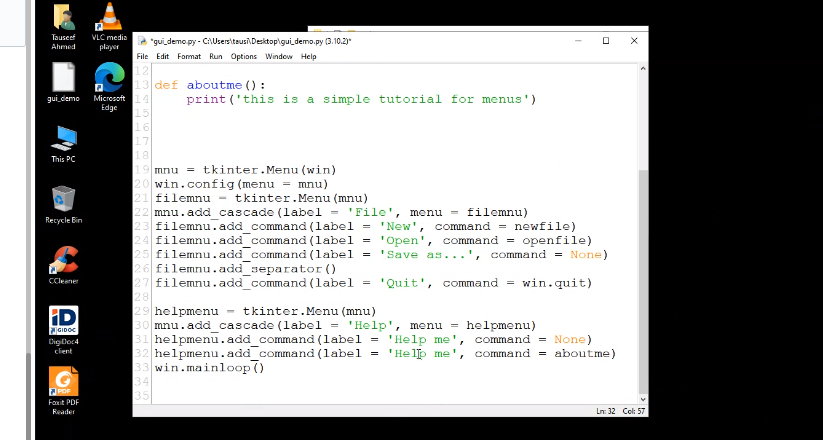 Tauseef Ahmed
VLC media player
gui_demo
Microsoft Edge
This PC
Recycle Bin
CCleaner
iD
DIGIDOC
DigiDoc4 client
PDF
Foxit PDF Reader
*gui_demo.py - C:\Users\tausi\Desktop\gui_demo.py (3.10.2)*
File Edit Format Run Options Window Help
12
13 def aboutme():
14     print('this is a simple tutorial for menus')
15
16
17
18
19 mnu = tkinter.Menu(win)
20 win.config(menu = mnu)
21 filemnu = tkinter.Menu(mnu)
22 mnu.add_cascade(label = 'File', menu = filemnu)
23 filemnu.add_command(label = 'New', command = newfile)
24 filemnu.add_command(label = 'Open', command = openfile)
25 filemnu.add_command(label = 'Save as...', command = None)
26 filemnu.add_separator()
27 filemnu.add_command(label = 'Quit', command = win.quit)
28
29 helpmenu = tkinter.Menu(mnu)
30 mnu.add_cascade(label = 'Help', menu = helpmenu)
31 helpmenu.add_command(label = 'Help me', command = None)
32 helpmenu.add_command(label = 'Help me', command = aboutme)
33 win.mainloop()
34
35
Ln: 32 Col: 57